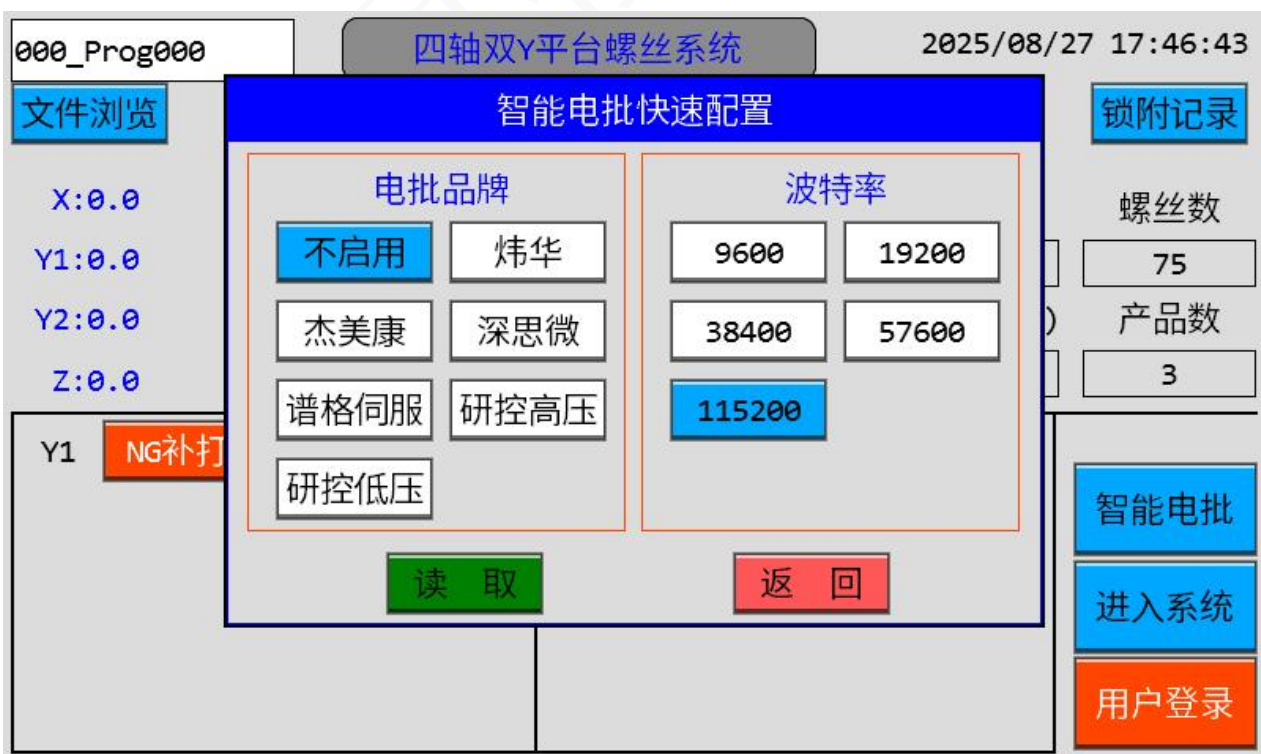 000_Prog000 四轴双Y平台螺丝系统 2025/08/27 17:46:43
文件浏览 智能电批快速配置 锁附记录
电批品牌 波特率
X:0.0 螺丝数
不启用 炜华 9600 19200
Y1:0.0 75
杰美康 深思微 38400 57600
Y2:0.0 ) 产品数
Z:0.0 3
谱格伺服 研控高压 115200
Y1 NG补打
研控低压
智能电批
读 取 返 回
进入系统
用户登录